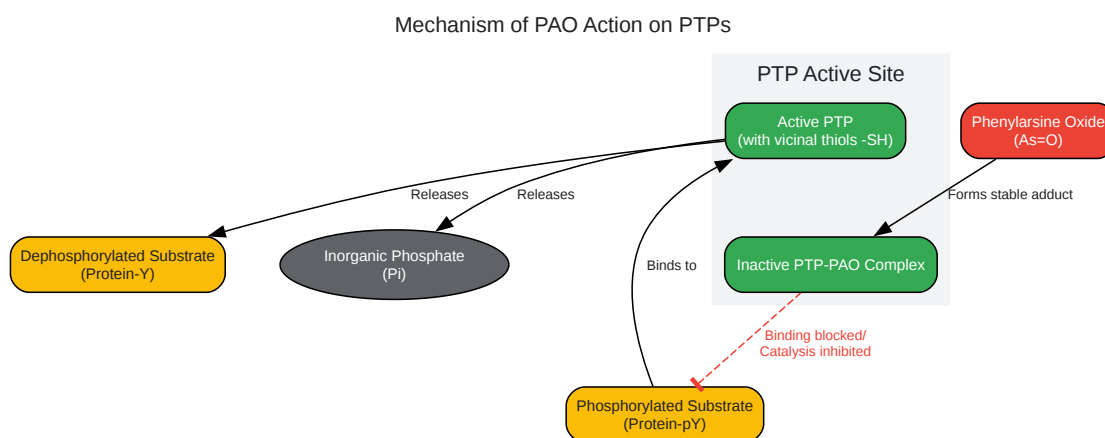 Mechanism of PAO Action on PTPs
PTP Active Site
Active PTP
(with vicinal thiols -SH)
Phenylarsine Oxide
(As=O)
Releases
Releases
Forms stable adduct
Dephosphorylated Substrate
(Protein-Y)
Inorganic Phosphate
(Pi)
Binds to
Inactive PTP-PAO Complex
Binding blocked/
Catalysis inhibited
Phosphorylated Substrate
(Protein-pY)